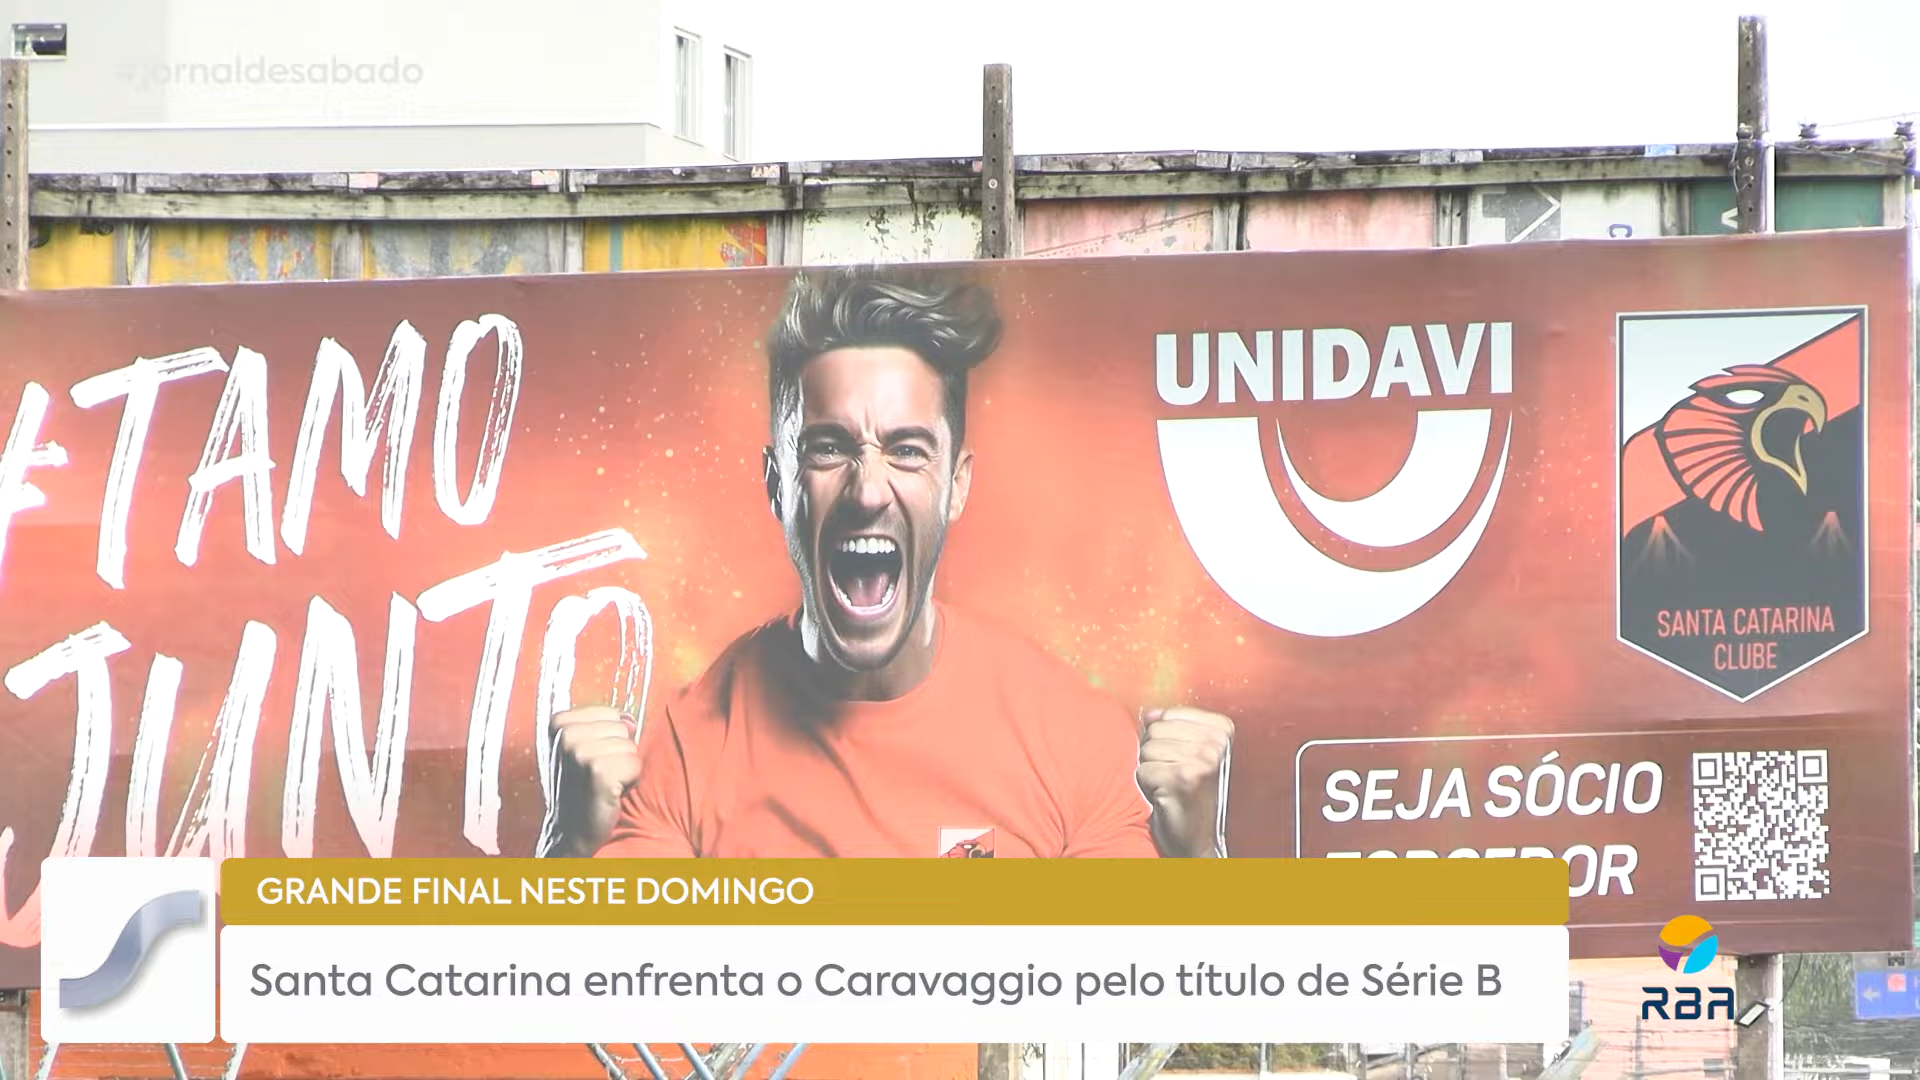 #jornaldesabado
#TAMO
JUNTO
UNIDAVI
SANTA CATARINA
CLUBE
SEJA SÓCIO
GRANDE FINAL NESTE DOMINGO
Santa Catarina enfrenta o Caravaggio pelo título de Série B
RBA